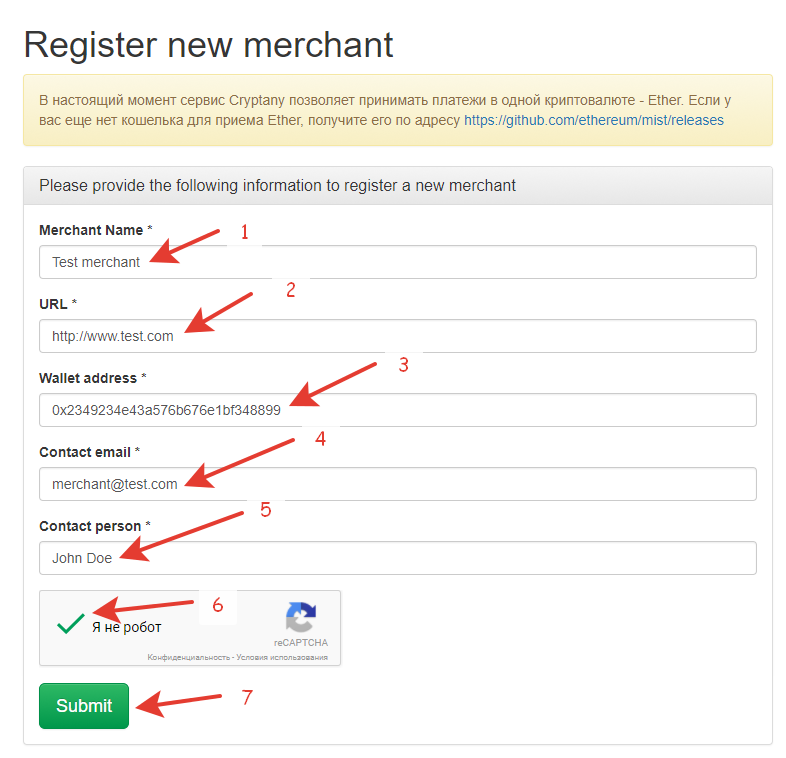 Register new merchant
В настоящий момент сервис Cryptany позволяет принимать платежи в одной криптовалюте - Ether. Если у
вас еще нет кошелька для приема Ether, получите его по адресу https://github.com/ethereum/mist/releases
Please provide the following information to register a new merchant
Merchant Name *
1
Test merchant
URL *
2
http://www.test.com
Wallet address *
3
0x2349234e43a576b676e1bf348899
Contact email *
4
merchant@test.com
Contact person *
5
John Doe
6
Я не робот
reCAPTCHA
Конфиденциальность - Условия использования
Submit
7